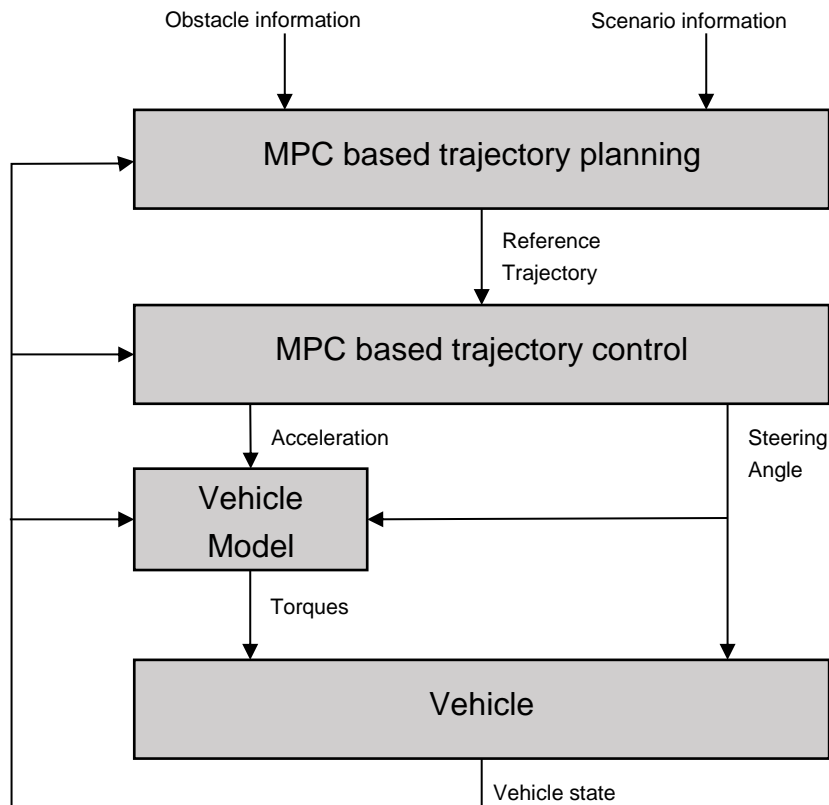 Obstacle information
Scenario information
MPC based trajectory planning
Reference
Trajectory
MPC based trajectory control
Acceleration
Steering
Angle
Vehicle
Model
Torques
Vehicle
Vehicle state